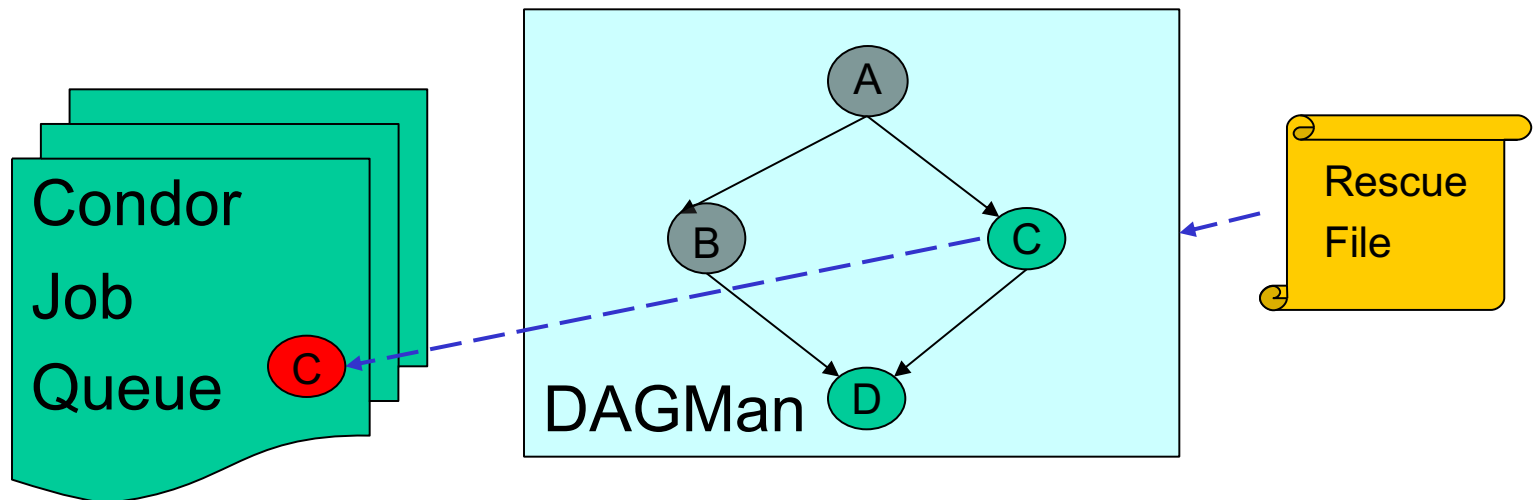 Condor
Job
Queue
C
A
B
C
D
DAGMan
Rescue
File